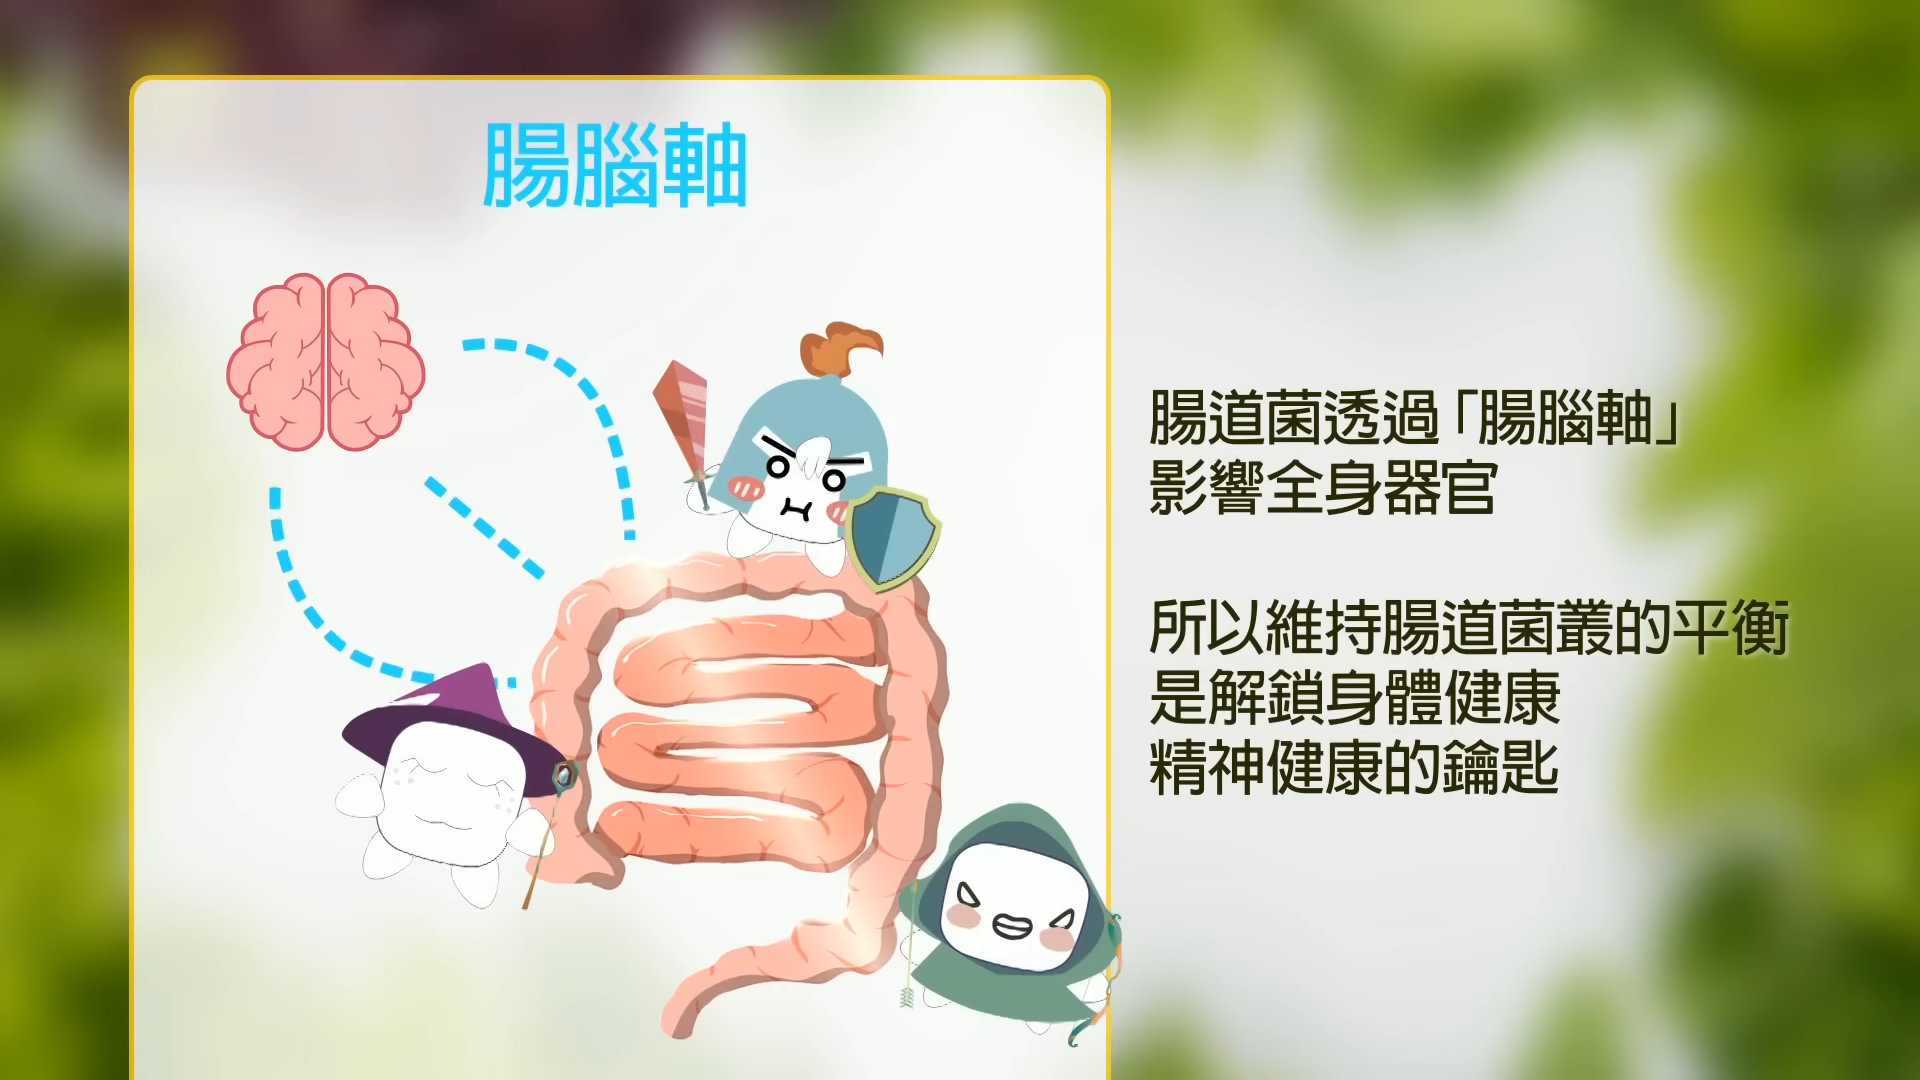 腸腦軸
腸道菌透過「腸腦軸」
影響全身器官
所以維持腸道菌叢的平衡
是解鎖身體健康
精神健康的鑰匙